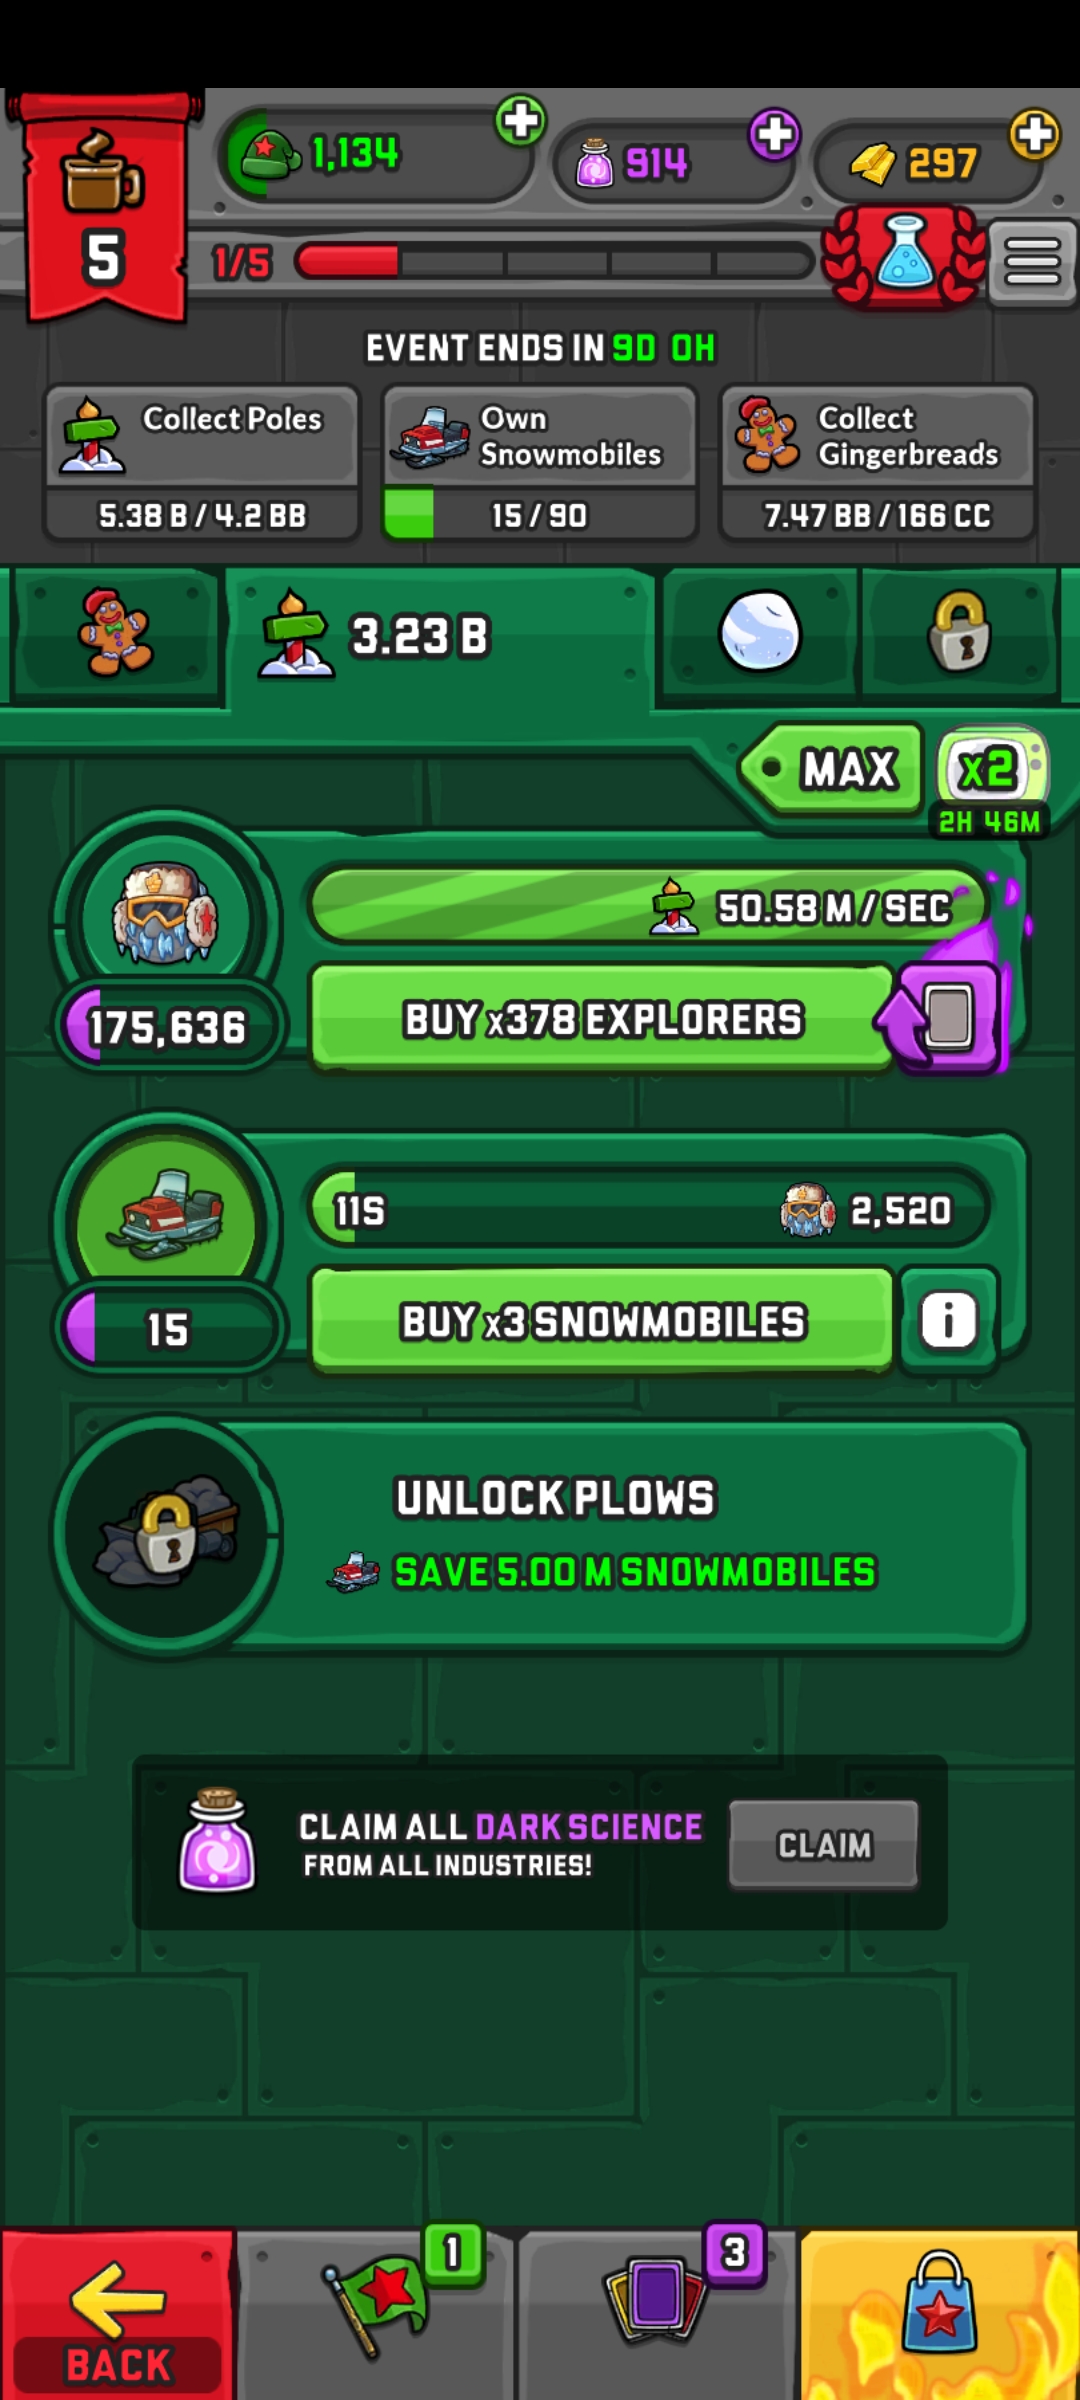 1,134
914
297
5
1/5
EVENT ENDS IN 9D 0H
Collect Poles
5.38 B / 4.2 BB
Own
Snowmobiles
15 / 90
Collect
Gingerbreads
7.47 BB / 166 CC
3.23 B
MAX
x2
2H 46M
50.58 M / SEC
175,636
BUY x378 EXPLORERS
11S
2,520
15
BUY x3 SNOWMOBILES
i
UNLOCK PLOWS
SAVE 5.00 M SNOWMOBILES
CLAIM ALL DARK SCIENCE
FROM ALL INDUSTRIES!
CLAIM
1
3
BACK